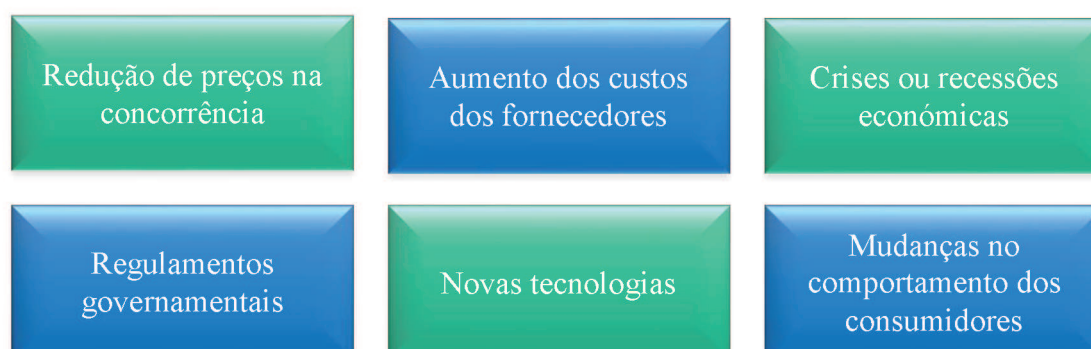 Redução de preços na
concorrência
Aumento dos custos
dos fornecedores
Crises ou recessões
económicas
Regulamentos
governamentais
Novas tecnologias
Mudanças no
comportamento dos
consumidores